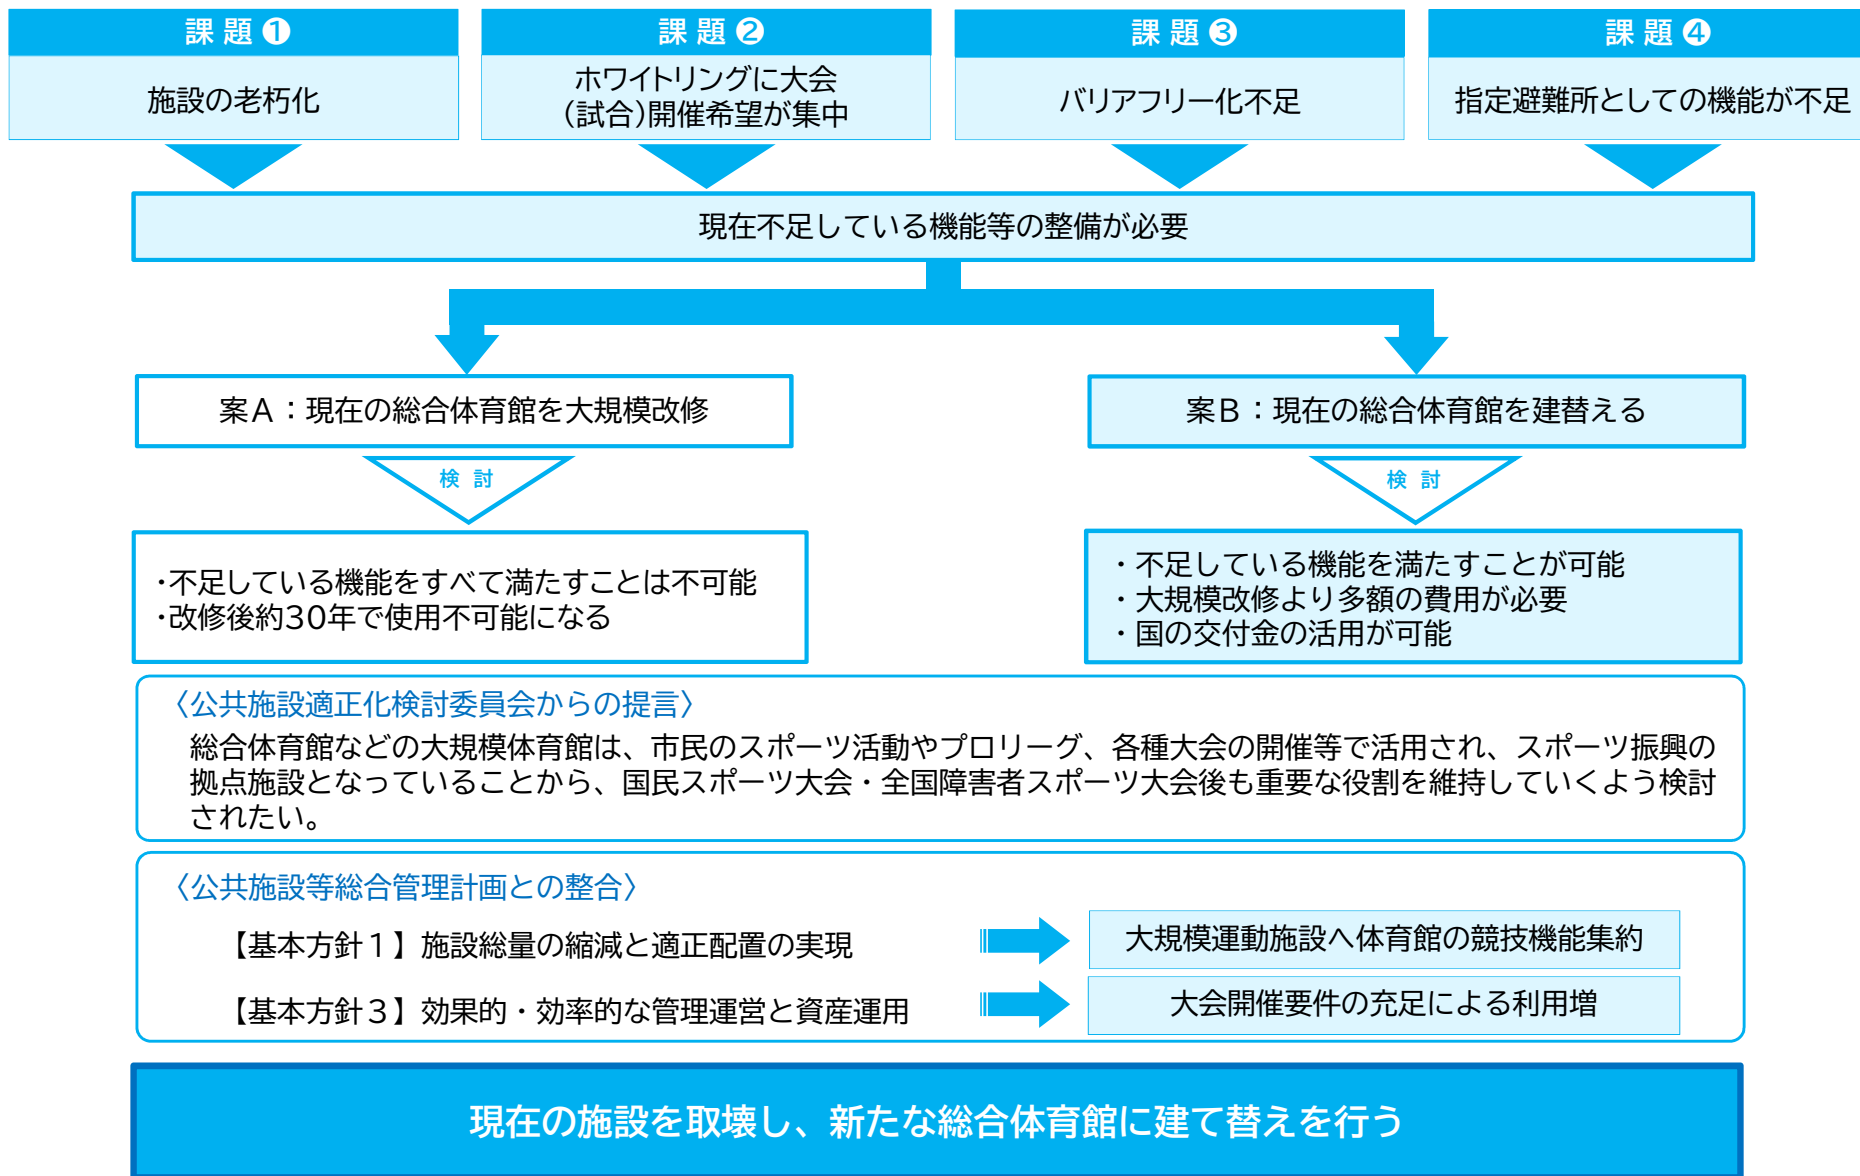 課題❶
施設の老朽化
課題❷
ホワイトリングに大会
(試合)開催希望が集中
課題❸
バリアフリー化不足
課題❹
指定避難所としての機能が不足
現在不足している機能等の整備が必要
案A：現在の総合体育館を大規模改修
案B：現在の総合体育館を建替える
検討
検討
・不足している機能をすべて満たすことは不可能
・改修後約30年で使用不可能になる
・不足している機能を満たすことが可能
・大規模改修より多額の費用が必要
・国の交付金の活用が可能
〈公共施設適正化検討委員会からの提言〉
総合体育館などの大規模体育館は、市民のスポーツ活動やプロリーグ、各種大会の開催等で活用され、スポーツ振興の
拠点施設となっていることから、国民スポーツ大会・全国障害者スポーツ大会後も重要な役割を維持していくよう検討
されたい。
〈公共施設等総合管理計画との整合〉
【基本方針１】施設総量の縮減と適正配置の実現
大規模運動施設へ体育館の競技機能集約
【基本方針３】効果的・効率的な管理運営と資産運用
大会開催要件の充足による利用増
現在の施設を取壊し、新たな総合体育館に建て替えを行う